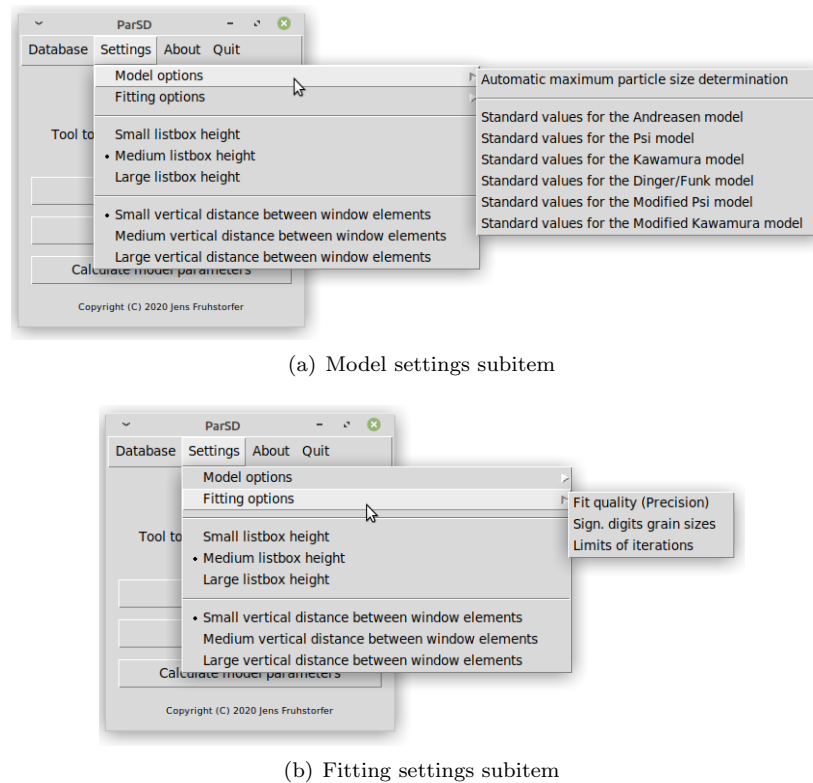 ParSD
Database Settings About Quit
Model options
Automatic maximum particle size determination
Fitting options
Standard values for the Andreasen model
Tool to
Small listbox height
Standard values for the Psi model
• Medium listbox height
Standard values for the Kawamura model
Large listbox height
Standard values for the Dinger/Funk model
Standard values for the Modified Psi model
• Small vertical distance between window elements
Standard values for the Modified Kawamura model
Medium vertical distance between window elements
Large vertical distance between window elements
Calculate model parameters
Copyright (C) 2020 Jens Fruhstorfer
(a) Model settings subitem
ParSD
Database Settings About Quit
Model options
Fitting options
Fit quality (Precision)
Sign. digits grain sizes
Tool to
Small listbox height
Limits of iterations
• Medium listbox height
Large listbox height
• Small vertical distance between window elements
Medium vertical distance between window elements
Large vertical distance between window elements
Calculate model parameters
Copyright (C) 2020 Jens Fruhstorfer
(b) Fitting settings subitem